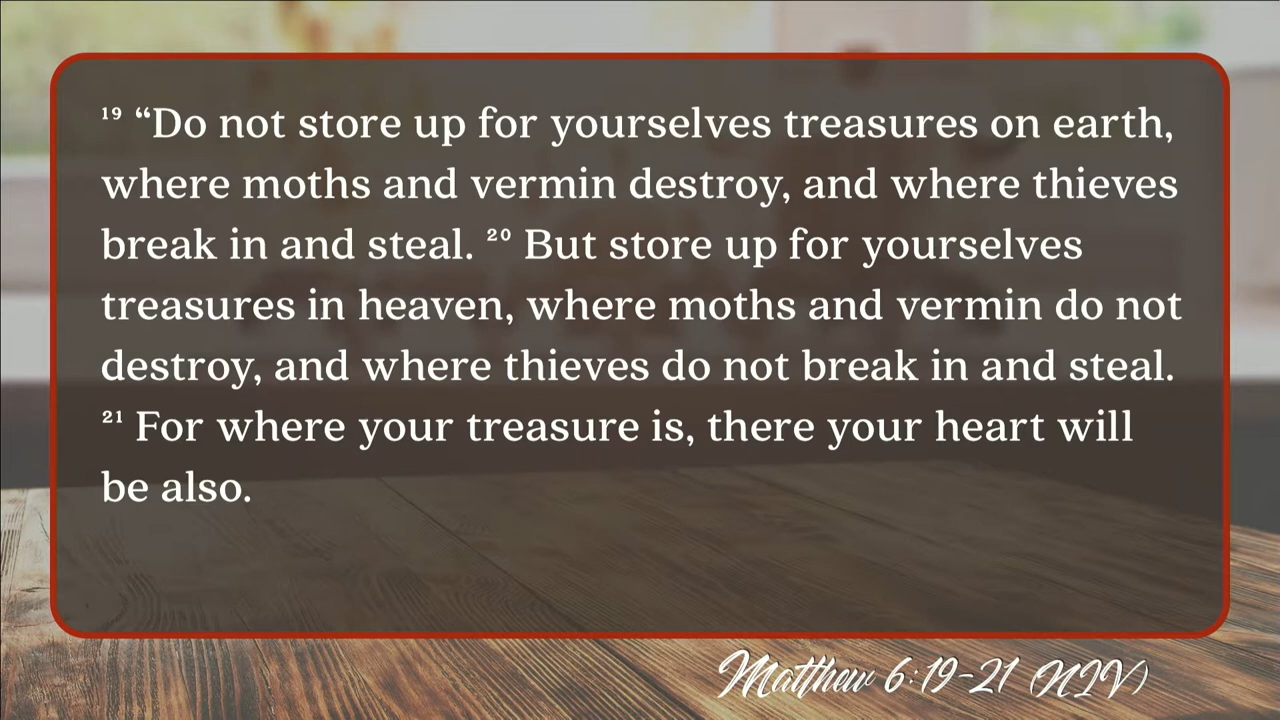 ¹⁹ “Do not store up for yourselves treasures on earth,
where moths and vermin destroy, and where thieves
break in and steal. ²⁰ But store up for yourselves
treasures in heaven, where moths and vermin do not
destroy, and where thieves do not break in and steal.
²¹ For where your treasure is, there your heart will
be also.
Matthew 6:19-21 (NIV)